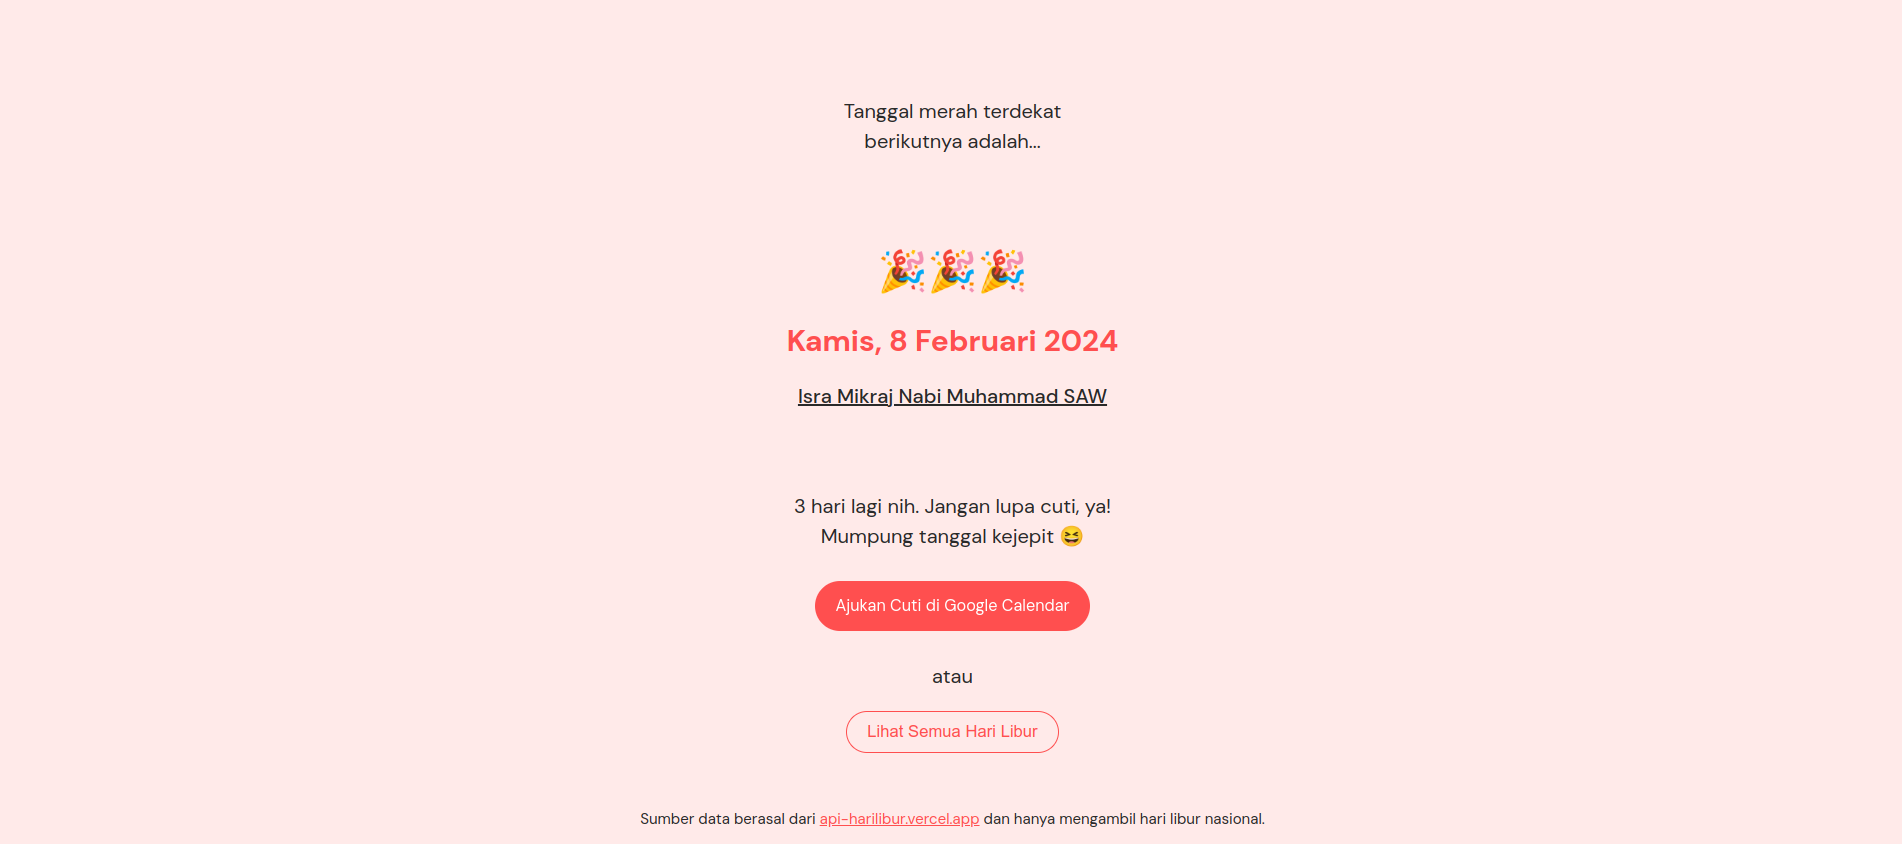 Tanggal merah terdekat
berikutnya adalah...
🎉🎉🎉
Kamis, 8 Februari 2024
Isra Mikraj Nabi Muhammad SAW
3 hari lagi nih. Jangan lupa cuti, ya!
Mumpung tanggal kejepit 😆
Ajukan Cuti di Google Calendar
atau
Lihat Semua Hari Libur
Sumber data berasal dari api-harilibur.vercel.app dan hanya mengambil hari libur nasional.